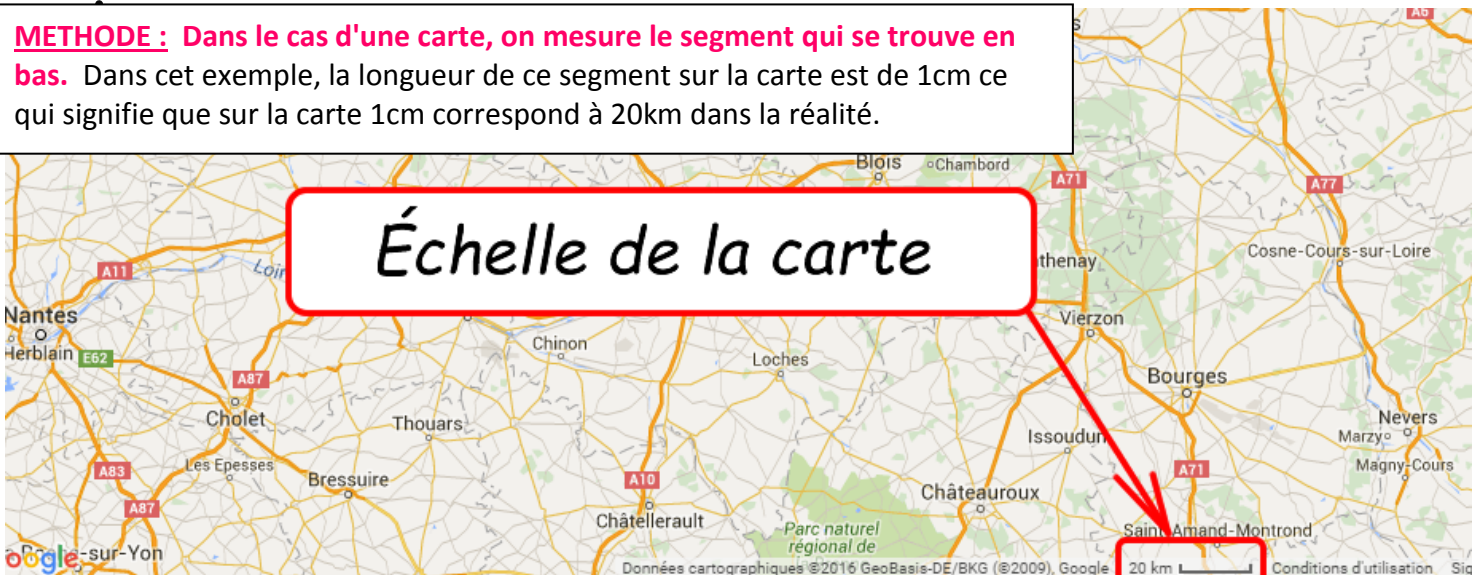 METHODE : Dans le cas d'une carte, on mesure le segment qui se trouve en
bas. Dans cet exemple, la longueur de ce segment sur la carte est de 1cm ce
qui signifie que sur la carte 1cm correspond à 20km dans la réalité.
A6
Blois
Chambord
A71
A77
Échelle de la carte
A11
Loir
thenay
Cosne-Cours-sur-Loire
Nantes
Herblain
E62
Vierzon
Chinon
Loches
A87
Bourges
Cholet
Thouars
Nevers
Marzy
Issoudun
A83
Les Epesses
Bressuire
A10
A71
Magny-Cours
A87
Châteauroux
Châtellerault
Parc naturel
régional de
Saint-Amand-Montrond
-sur-Yon
oogle
Données cartographiques ©2016 GeoBasis-DE/BKG (©2009), Google
20 km
Conditions d'utilisation
Sig